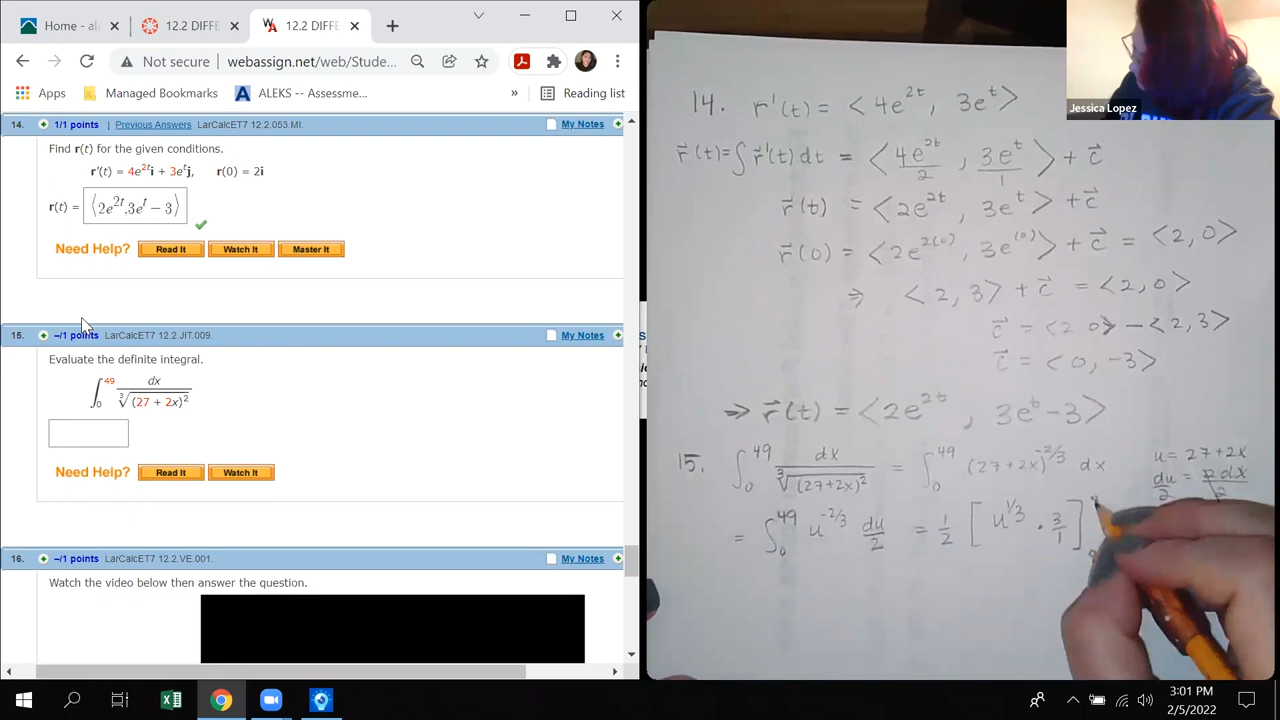 Home - ale
12.2 DIFFE
12.2 DIFFE
Not secure
webassign.net/web/Stude...
Apps
Managed Bookmarks
ALEKS -- Assessme...
»
Reading list
14.
1/1 points | Previous Answers LarCalcET7 12.2.053.MI.
My Notes
Find r(t) for the given conditions.
r'(t) = 4e^{2t}i + 3e^{t}j, r(0) = 2i
r(t) = ⟨2e^{2t},3e^{t} − 3⟩
Need Help? Read It Watch It Master It
15.
–/1 points LarCalcET7 12.2.JIT.009.
My Notes
Evaluate the definite integral.
∫_0^{49} dx / ∛(27 + 2x)^2
Need Help? Read It Watch It
16.
–/1 points LarCalcET7 12.2.VE.001.
My Notes
Watch the video below then answer the question.
Jessica Lopez
14. r'(t) = <4e^{2t}, 3e^{t}>
r(t) = ∫ r'(t) dt = <4e^{2t}/2, 3e^{t}/1> + c
r(t) = <2e^{2t}, 3e^{t}> + c
r(0) = <2e^{2(0)}, 3e^{(0)}> + c = <2, 0>
⇒ <2, 3> + c = <2, 0>
c = <2 0> − <2, 3>
c = <0, -3>
⇒ r(t) = <2e^{2t}, 3e^{t} − 3>
15. ∫_0^{49} dx / ∛(27+2x)^2 = ∫_0^{49} (27+2x)^{-2/3} dx
u = 27+2x
du/2 = 2dx/2
= ∫_0^{49} u^{-2/3} du/2 = 1/2 [u^{1/3} · 3/1]
3:01 PM
2/5/2022